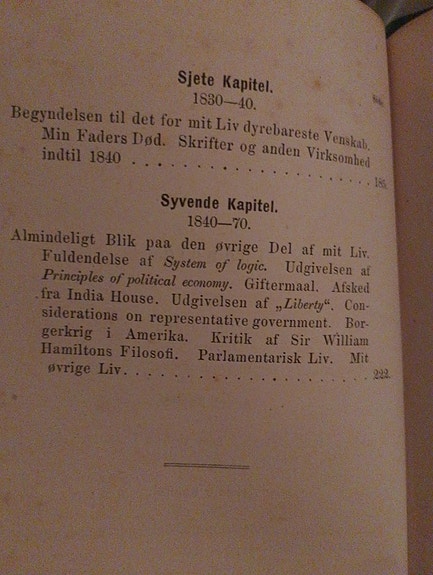 Sjete Kapitel.
1830—40.
Begyndelsen til det for mit Liv dyrebareste Venskab.
Min Faders Død. Skrifter og anden Virksomhed
indtil 1840 . . . . . . . . . . . . . . . . . . 185.
Syvende Kapitel.
1840—70.
Almindeligt Blik paa den øvrige Del af mit Liv.
Fuldendelse af System of logic. Udgivelsen af
Principles of political economy. Giftermaal. Afsked
fra India House. Udgivelsen af „Liberty“. Con-
siderations on representative government. Bor-
gerkrig i Amerika. Kritik af Sir William
Hamiltons Filosofi. Parlamentarisk Liv. Mit
øvrige Liv . . . . . . . . . . . . . . . . . . . 222.